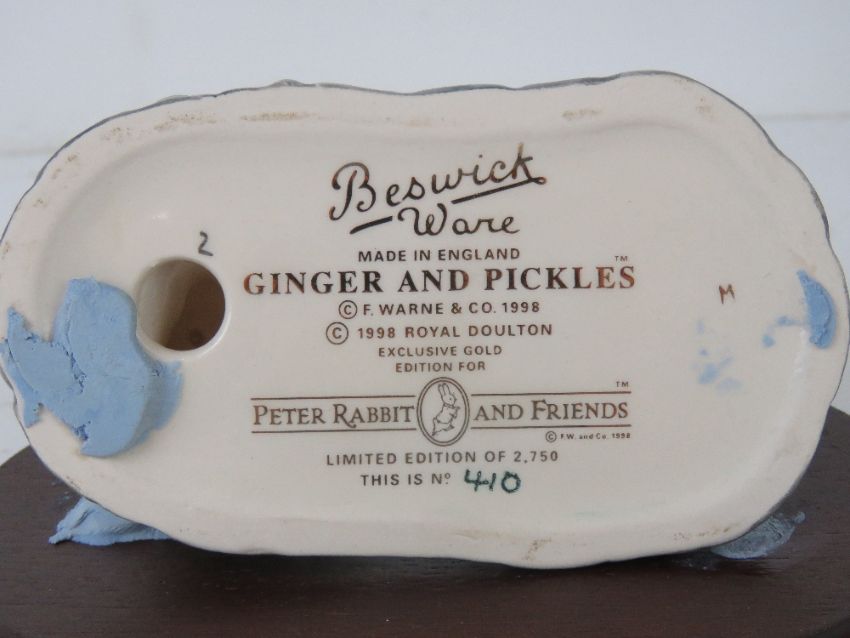 Beswick
Ware
2
MADE IN ENGLAND
GINGER AND PICKLES™
© F. WARNE & CO. 1998
M
© 1998 ROYAL DOULTON
EXCLUSIVE GOLD
EDITION FOR
PETER RABBIT AND FRIENDS™
© F.W. and Co. 1998
LIMITED EDITION OF 2,750
THIS IS Nº 410